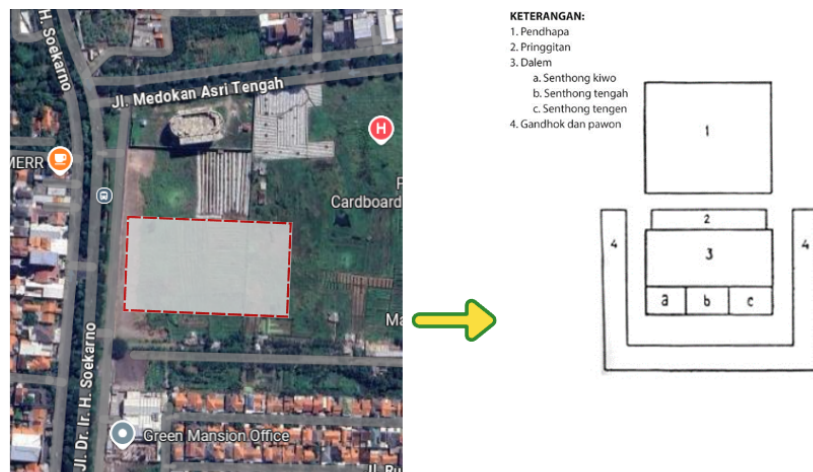 H. Soekarno
Jl. Medokan Asri Tengah
H
MERR
Cardboard
Jl. Dr. Ir. H. Soekarno
Green Mansion Office
KETERANGAN:
1. Pendhapa
2. Pringgitan
3. Dalem
a. Senthong kiwo
b. Senthong tengah
c. Senthong tengen
4. Gandhok dan pawon
1
2
4
4
3
a b c